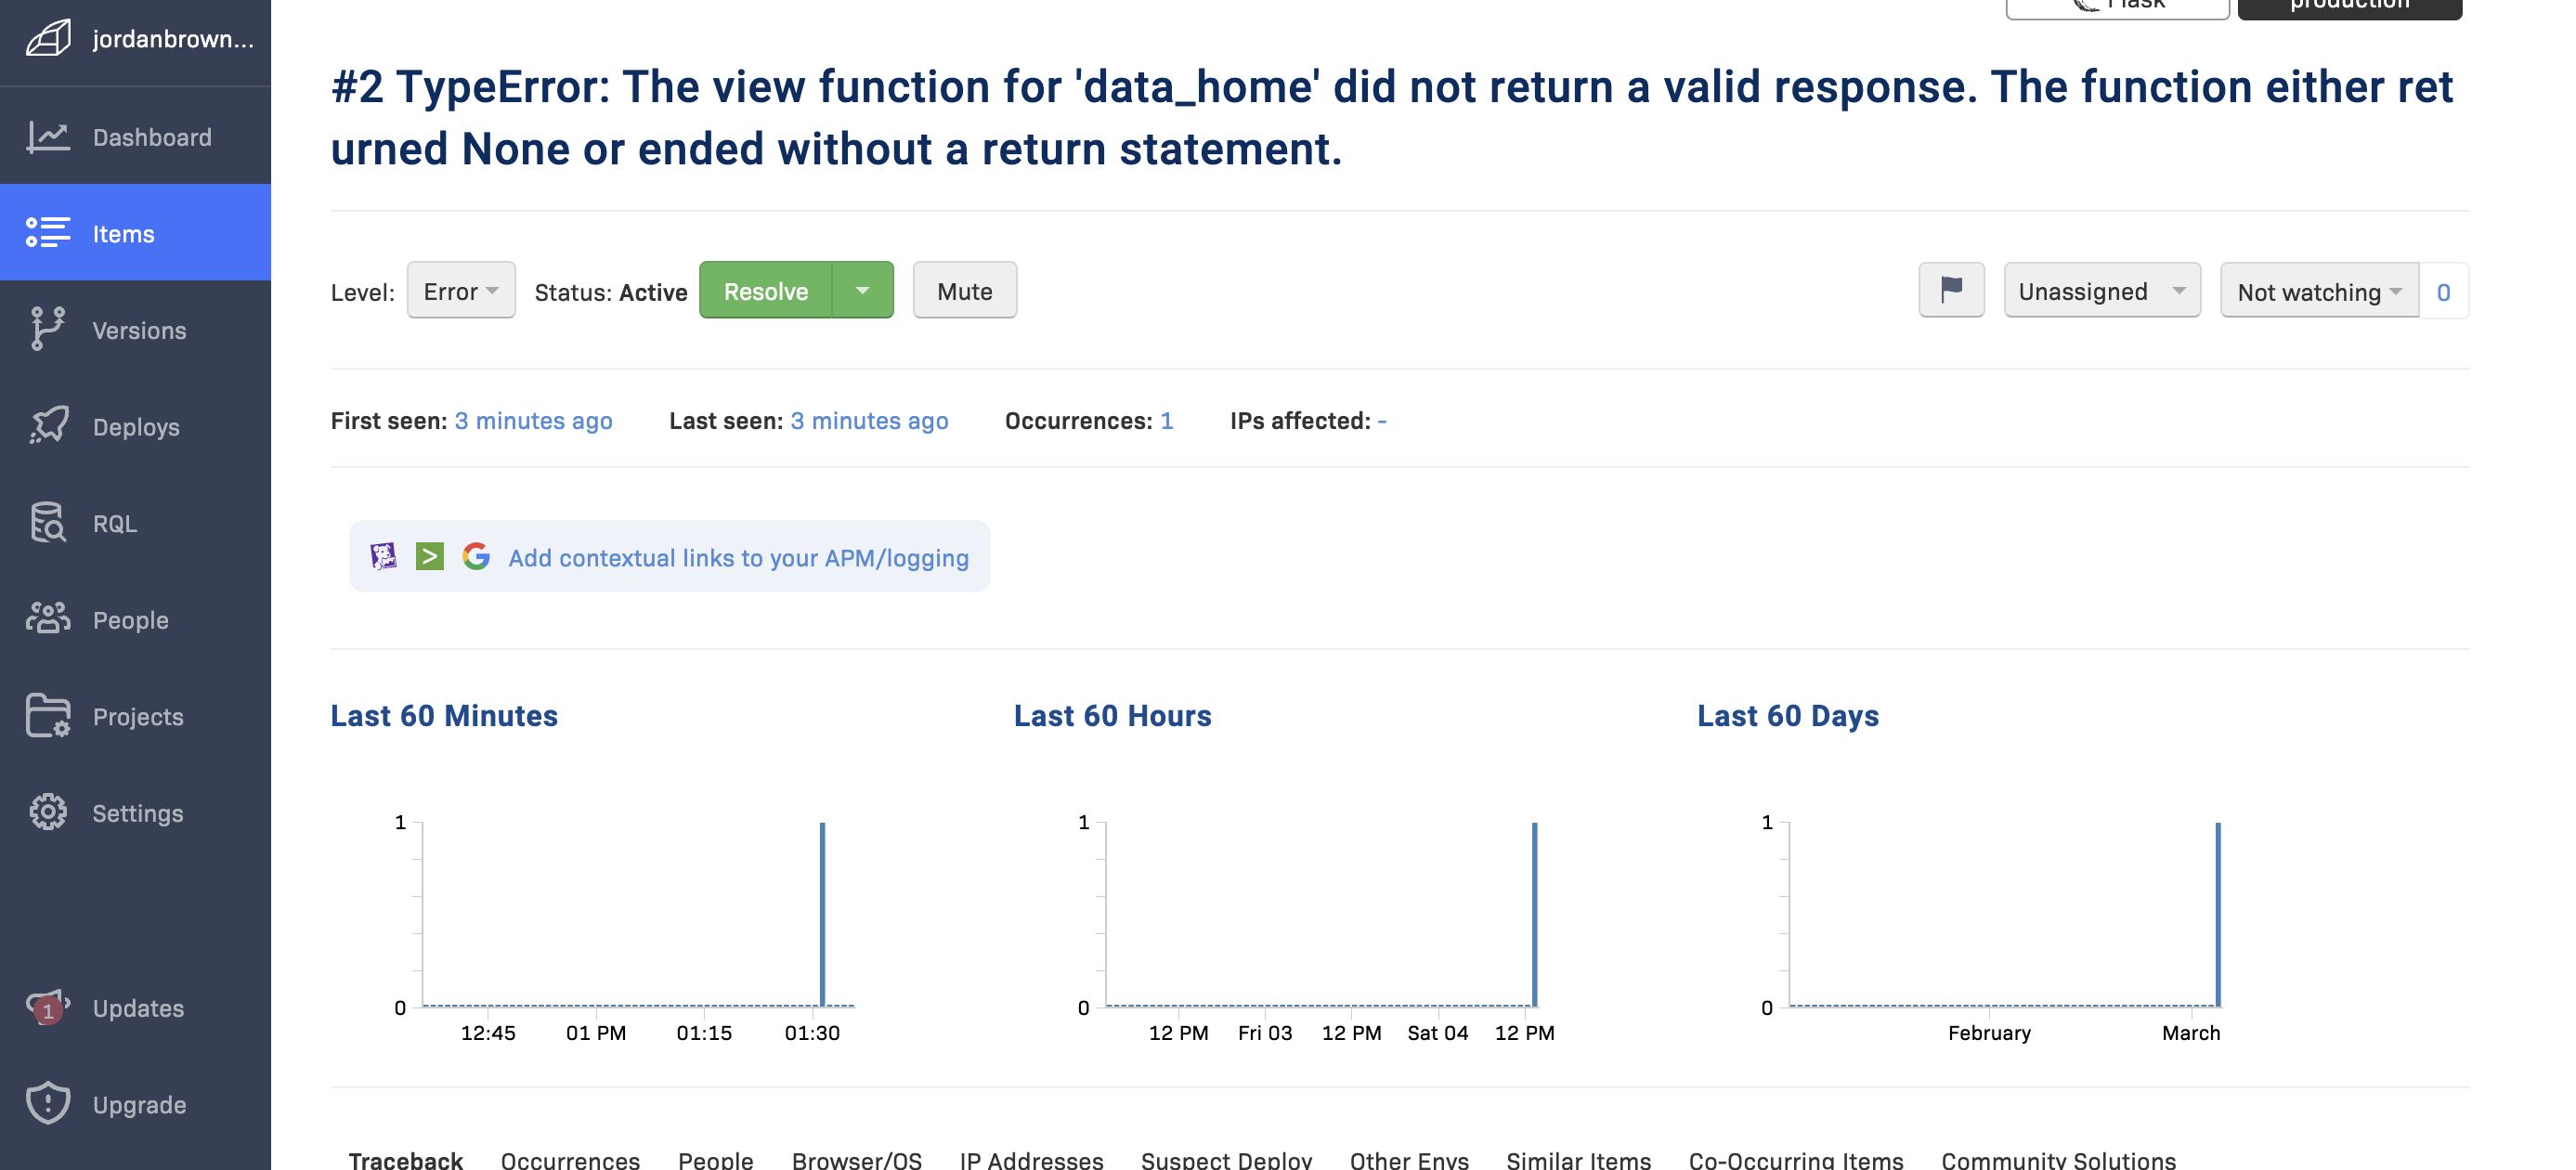 jordanbrown...
Dashboard
Items
Versions
Deploys
RQL
People
Projects
Settings
1
Updates
Upgrade
Flask
production
#2 TypeError: The view function for 'data_home' did not return a valid response. The function either ret
urned None or ended without a return statement.
Level: Error Status: Active Resolve Mute Unassigned Not watching 0
First seen: 3 minutes ago Last seen: 3 minutes ago Occurrences: 1 IPs affected: -
Add contextual links to your APM/logging
Last 60 Minutes
1
0
12:45 01 PM 01:15 01:30
Last 60 Hours
1
0
12 PM Fri 03 12 PM Sat 04 12 PM
Last 60 Days
1
0
February March
Traceback Occurrences People Browser/OS IP Addresses Suspect Deploy Other Envs Similar Items Co-Occurring Items Community Solutions